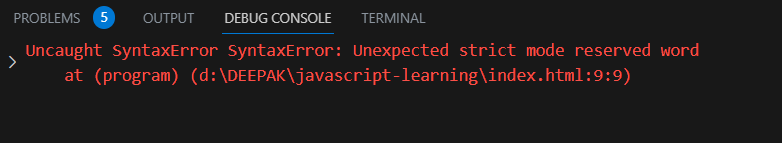 PROBLEMS 5 OUTPUT DEBUG CONSOLE TERMINAL
Uncaught SyntaxError SyntaxError: Unexpected strict mode reserved word
at (program) (d:\DEEPAK\javascript-learning\index.html:9:9)